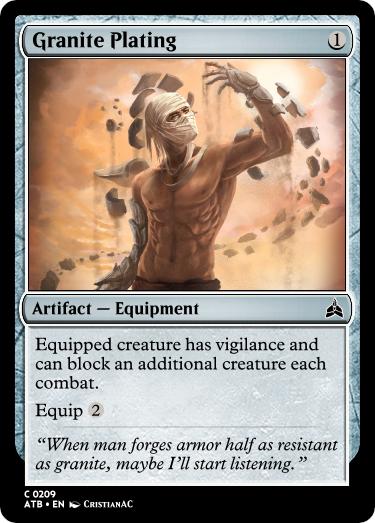 Granite Plating 1
Artifact — Equipment
Equipped creature has vigilance and
can block an additional creature each
combat.
Equip 2
“When man forges armor half as resistant
as granite, maybe I’ll start listening.”
C 0209
ATB • EN CristianAC